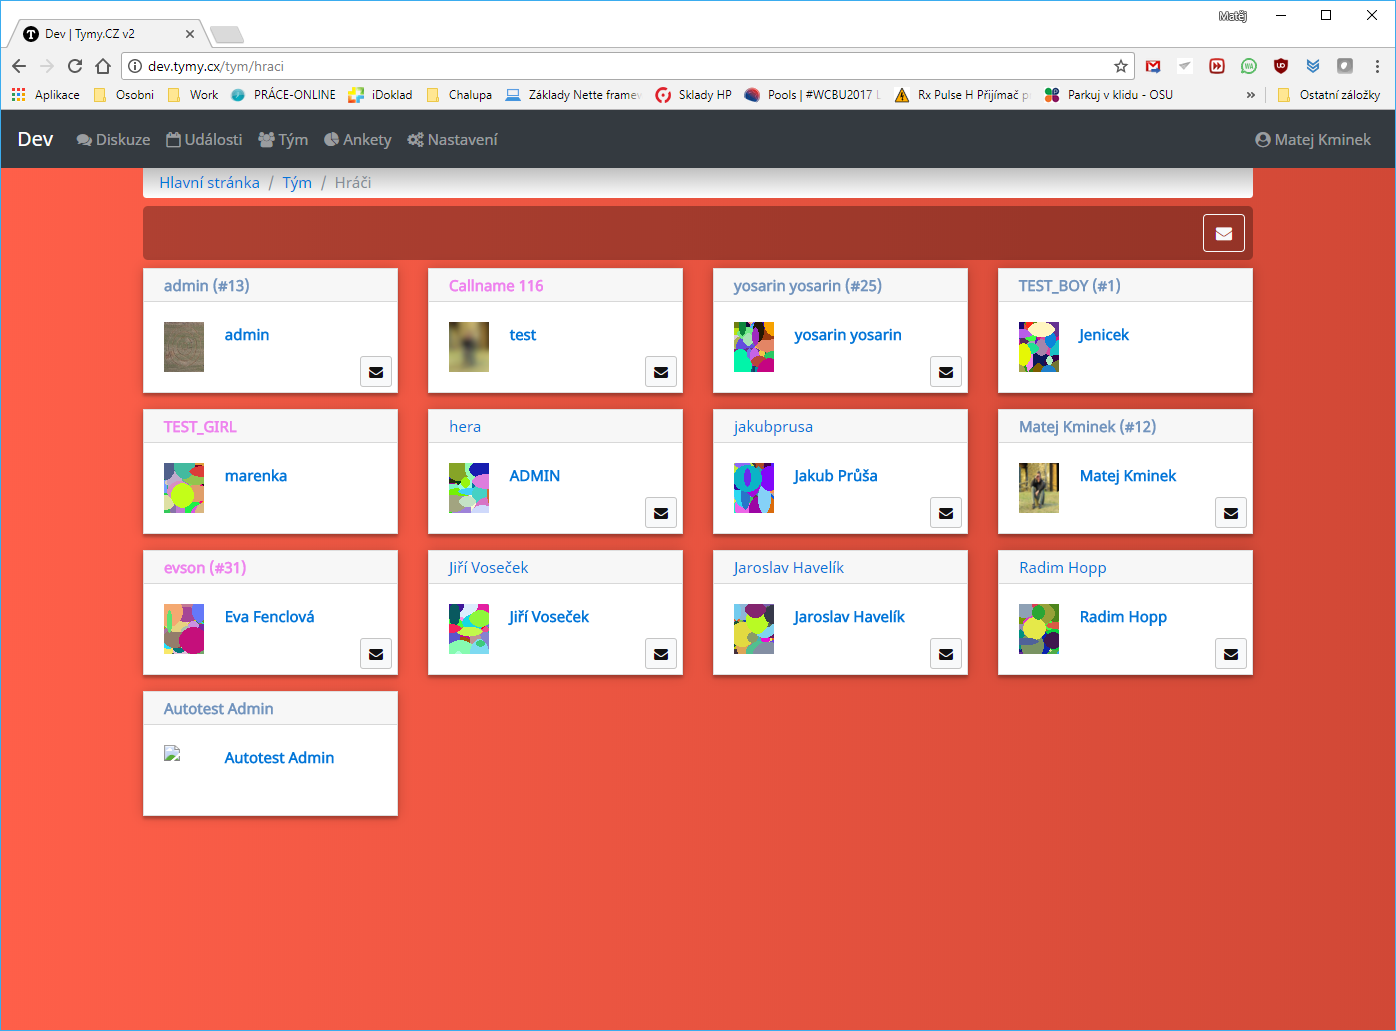 Matěj
Dev | Tymy.CZ v2
dev.tymy.cx/tym/hraci
Aplikace Osobni Work PRÁCE-ONLINE iDoklad Chalupa Základy Nette framew Sklady HP Pools | #WCBU2017 Rx Pulse H Přijímač p Parkuj v klidu - OSU » Ostatní záložky
Dev Diskuze Události Tým Ankety Nastavení Matej Kminek
Hlavní stránka / Tým / Hráči
admin (#13)
admin
Callname 116
test
yosarin yosarin (#25)
yosarin yosarin
TEST_BOY (#1)
Jenicek
TEST_GIRL
marenka
hera
ADMIN
jakubprusa
Jakub Průša
Matej Kminek (#12)
Matej Kminek
evson (#31)
Eva Fenclová
Jiří Voseček
Jiří Voseček
Jaroslav Havelík
Jaroslav Havelík
Radim Hopp
Radim Hopp
Autotest Admin
Autotest Admin